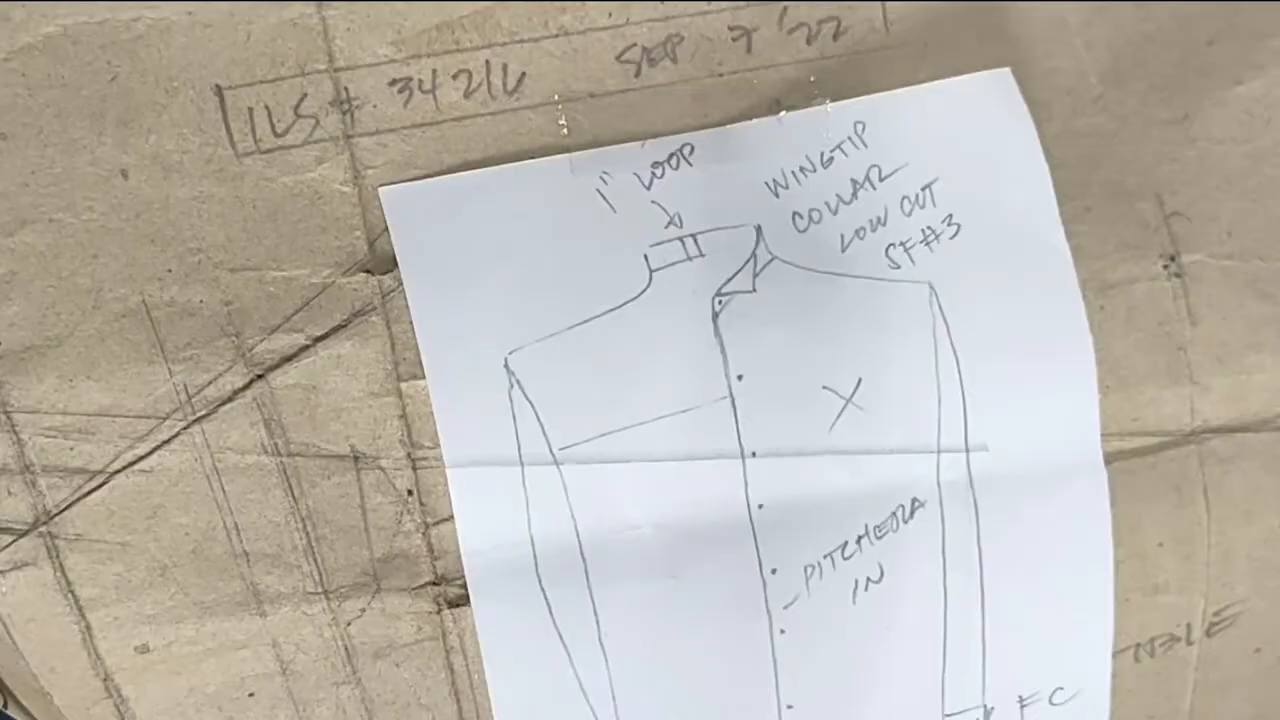 ILS # 34216
SEP 7 '22
1" LOOP
WINGTIP
COLLAR
LOW CUT
SF#3
X
PITCHERA
IN
FC